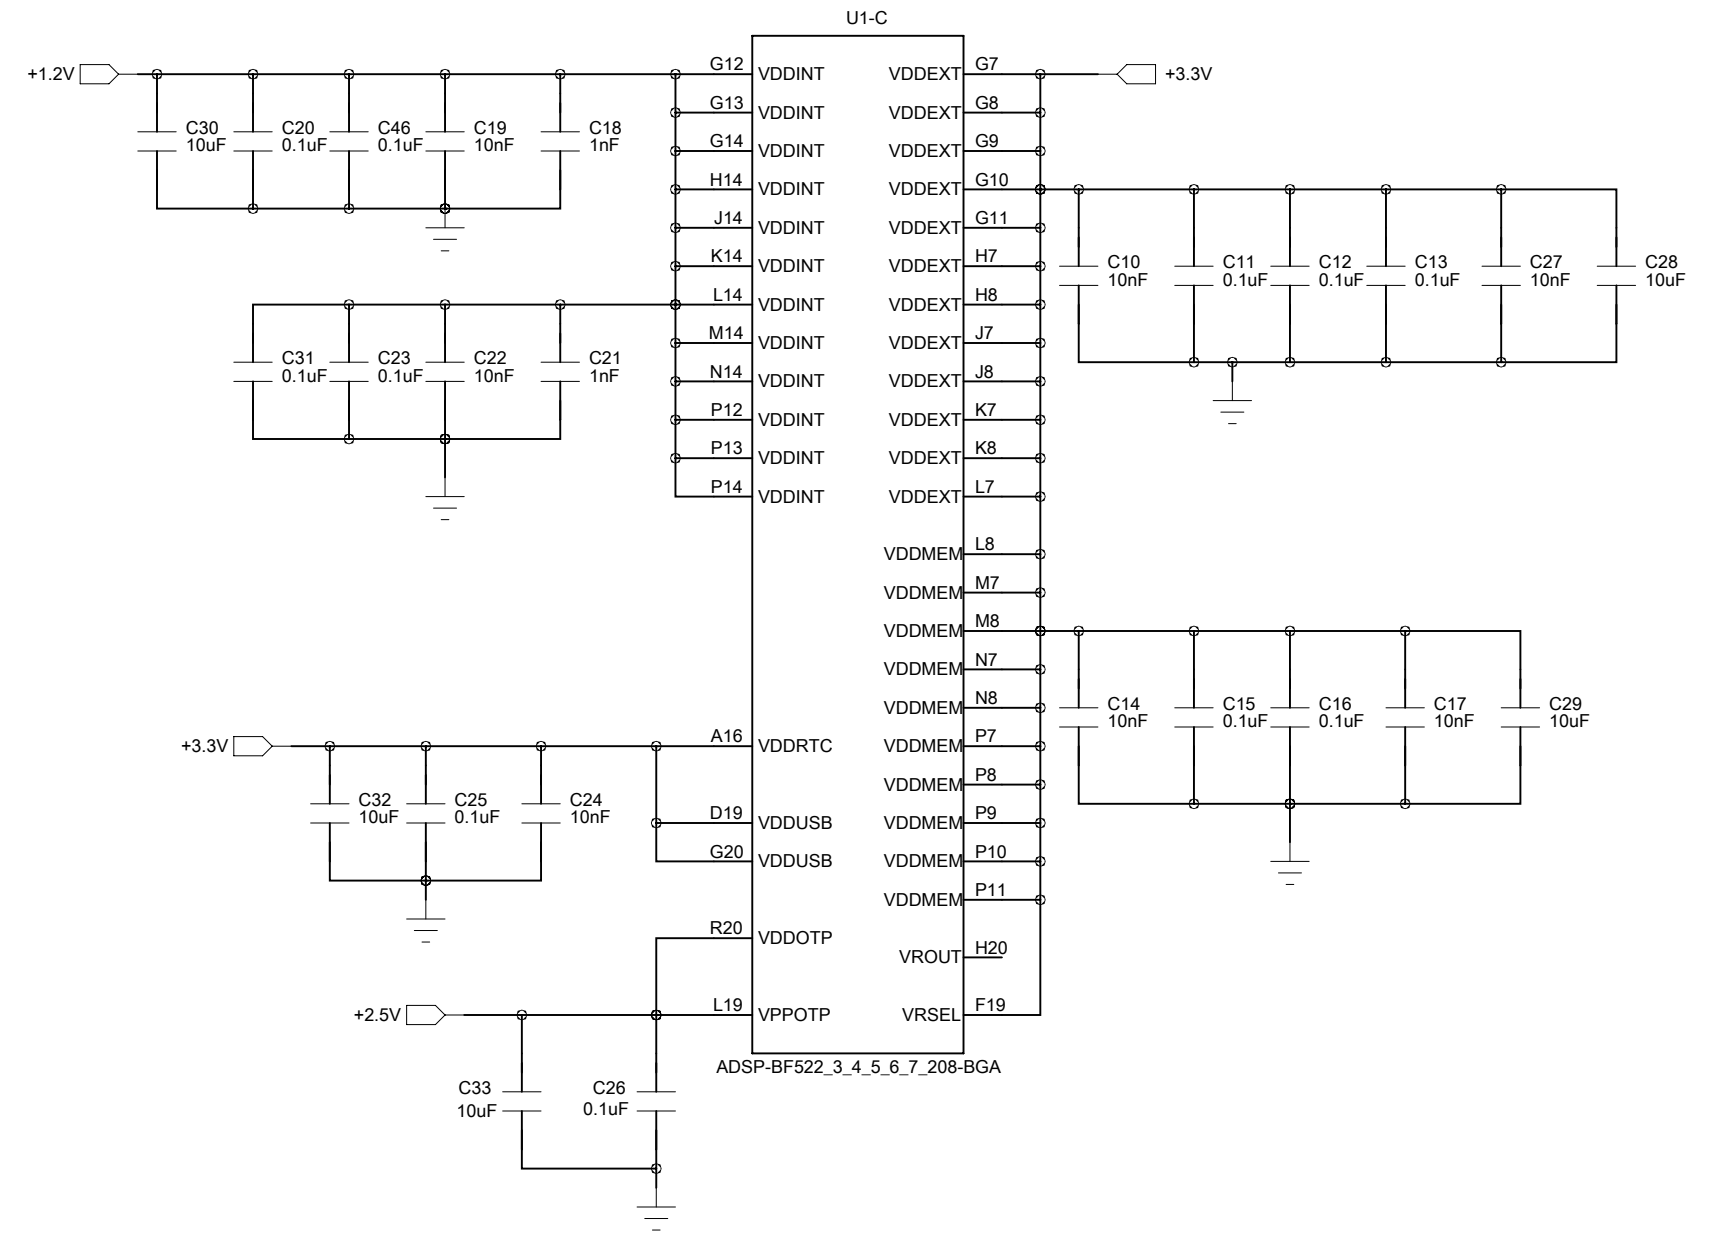 U1-C
+1.2V
G12 VDDINT VDDEXT G7
+3.3V
G13 VDDINT VDDEXT G8
C30 C20 C46 C19 C18
10uF 0.1uF 0.1uF 10nF 1nF
G14 VDDINT VDDEXT G9
H14 VDDINT VDDEXT G10
J14 VDDINT VDDEXT G11
K14 VDDINT VDDEXT H7
C10 C11 C12 C13 C27 C28
10nF 0.1uF 0.1uF 0.1uF 10nF 10uF
L14 VDDINT VDDEXT H8
M14 VDDINT VDDEXT J7
C31 C23 C22 C21
0.1uF 0.1uF 10nF 1nF
N14 VDDINT VDDEXT J8
P12 VDDINT VDDEXT K7
P13 VDDINT VDDEXT K8
P14 VDDINT VDDEXT L7
VDDMEM L8
VDDMEM M7
VDDMEM M8
VDDMEM N7
VDDMEM N8
C14 C15 C16 C17 C29
10nF 0.1uF 0.1uF 10nF 10uF
+3.3V
A16 VDDRTC VDDMEM P7
VDDMEM P8
C32 C25 C24
10uF 0.1uF 10nF
D19 VDDUSB VDDMEM P9
G20 VDDUSB VDDMEM P10
VDDMEM P11
R20 VDDOTP
VROUT H20
+2.5V
L19 VPPOTP VRSEL F19
ADSP-BF522_3_4_5_6_7_208-BGA
C33 C26
10uF 0.1uF